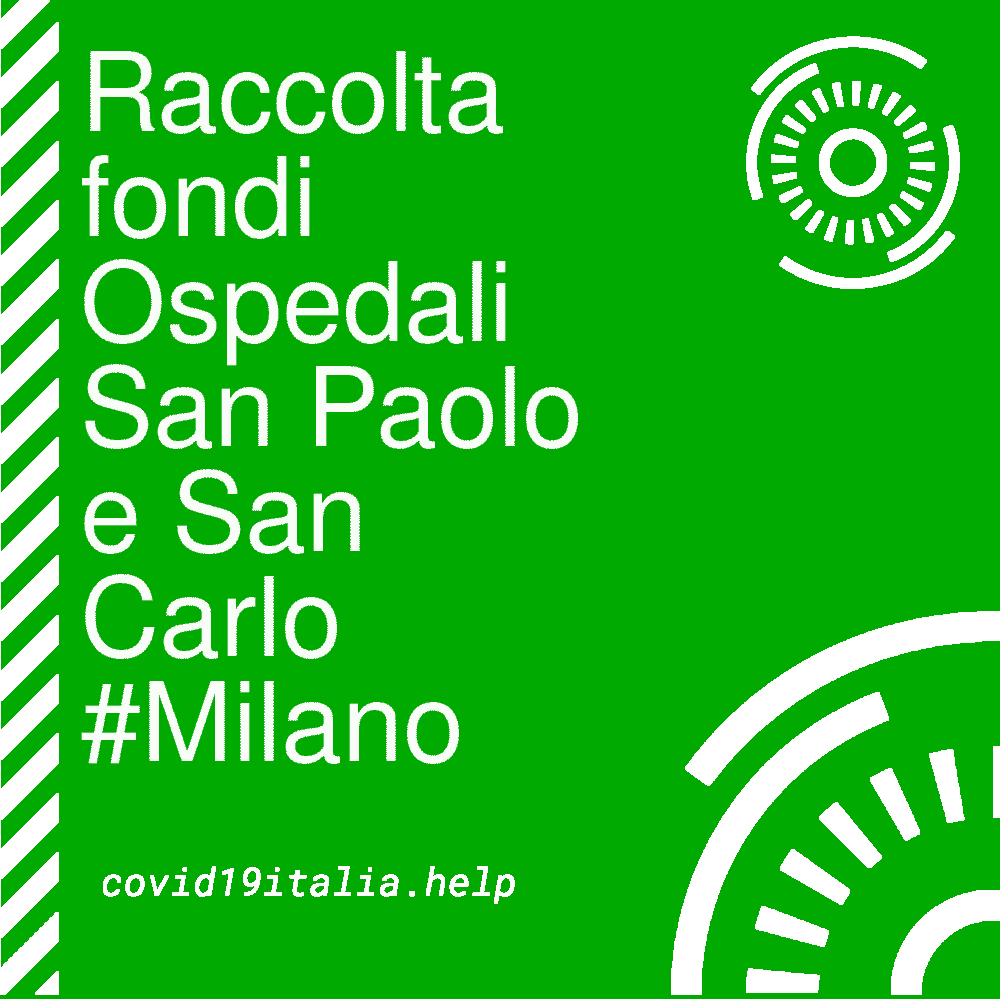 Raccolta
fondi
Ospedali
San Paolo
e San
Carlo
#Milano
covid19italia.help